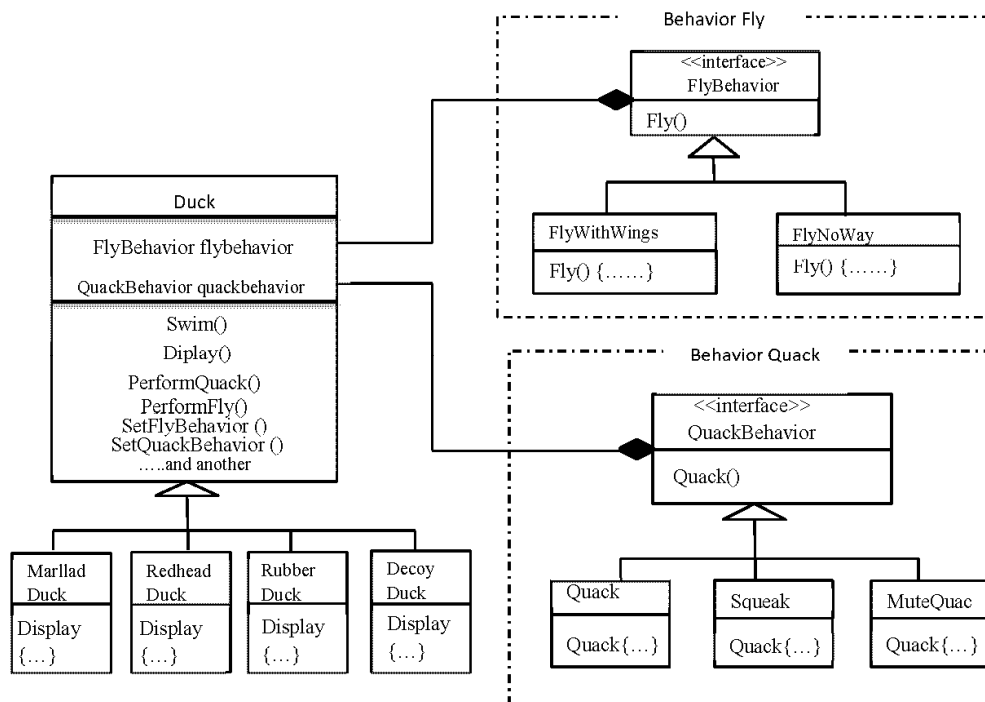 Behavior Fly
<<interface>>
FlyBehavior
Fly()
FlyWithWings
Fly() {......}
FlyNoWay
Fly() {......}
Duck
FlyBehavior flybehavior
QuackBehavior quackbehavior
Swim()
Diplay()
PerformQuack()
PerformFly()
SetFlyBehavior ()
SetQuackBehavior ()
.....and another
Marllad
Duck
Display
{...}
Redhead
Duck
Display
{...}
Rubber
Duck
Display
{...}
Decoy
Duck
Display
{...}
Behavior Quack
<<interface>>
QuackBehavior
Quack()
Quack
Quack{...}
Squeak
Quack{...}
MuteQuac
Quack{...}